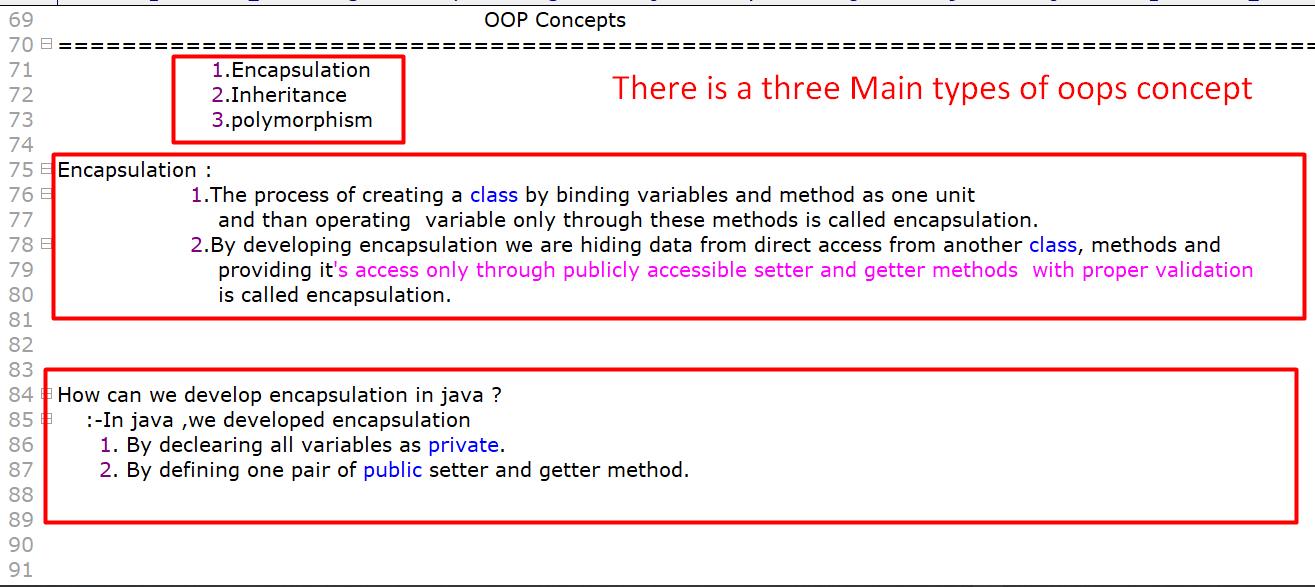 69 OOP Concepts
70 ================================================================================
71 1.Encapsulation
There is a three Main types of oops concept
72 2.Inheritance
73 3.polymorphism
74
75 Encapsulation :
76 1.The process of creating a class by binding variables and method as one unit
77 and than operating  variable only through these methods is called encapsulation.
78 2.By developing encapsulation we are hiding data from direct access from another class, methods and
79 providing it's access only through publicly accessible setter and getter methods  with proper validation
80 is called encapsulation.
81
82
83
84 How can we develop encapsulation in java ?
85 :-In java ,we developed encapsulation
86 1. By declearing all variables as private.
87 2. By defining one pair of public setter and getter method.
88
89
90
91